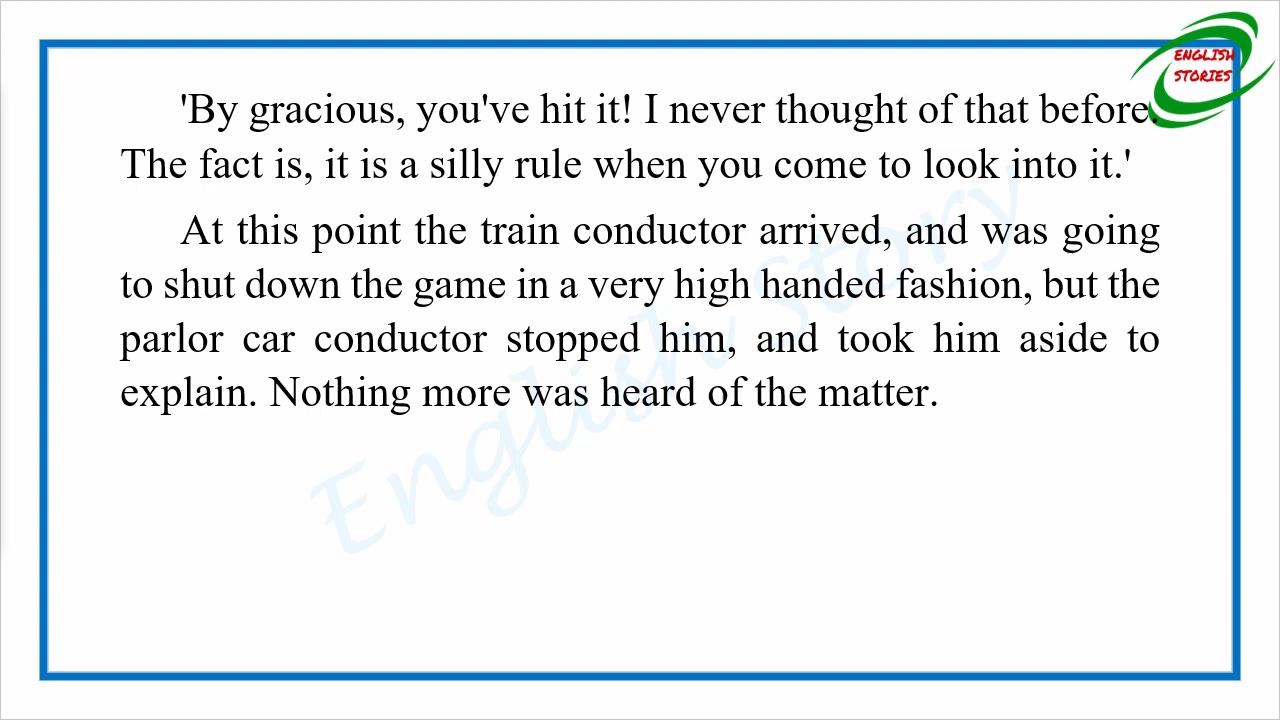 ENGLISH
STORIES
'By gracious, you've hit it! I never thought of that before.
The fact is, it is a silly rule when you come to look into it.'
At this point the train conductor arrived, and was going
to shut down the game in a very high handed fashion, but the
parlor car conductor stopped him, and took him aside to
explain. Nothing more was heard of the matter.
English Story